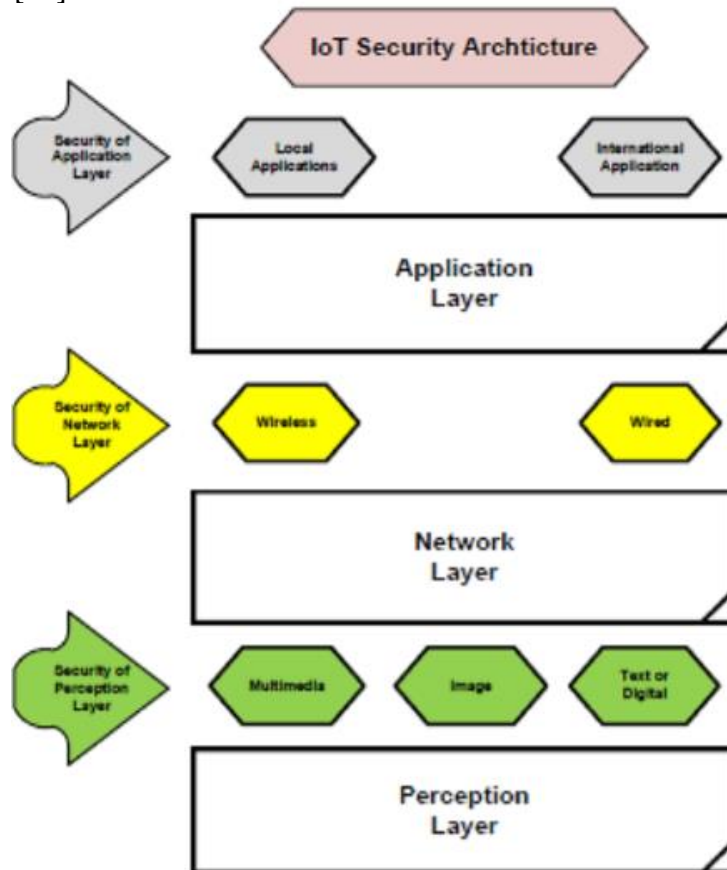 IoT Security Archticture
Security of
Application
Layer
Local
Applications
International
Application
Application
Layer
Security of
Network
Layer
Wireless
Wired
Network
Layer
Security of
Perception
Layer
Multimedia
Image
Text or
Digital
Perception
Layer